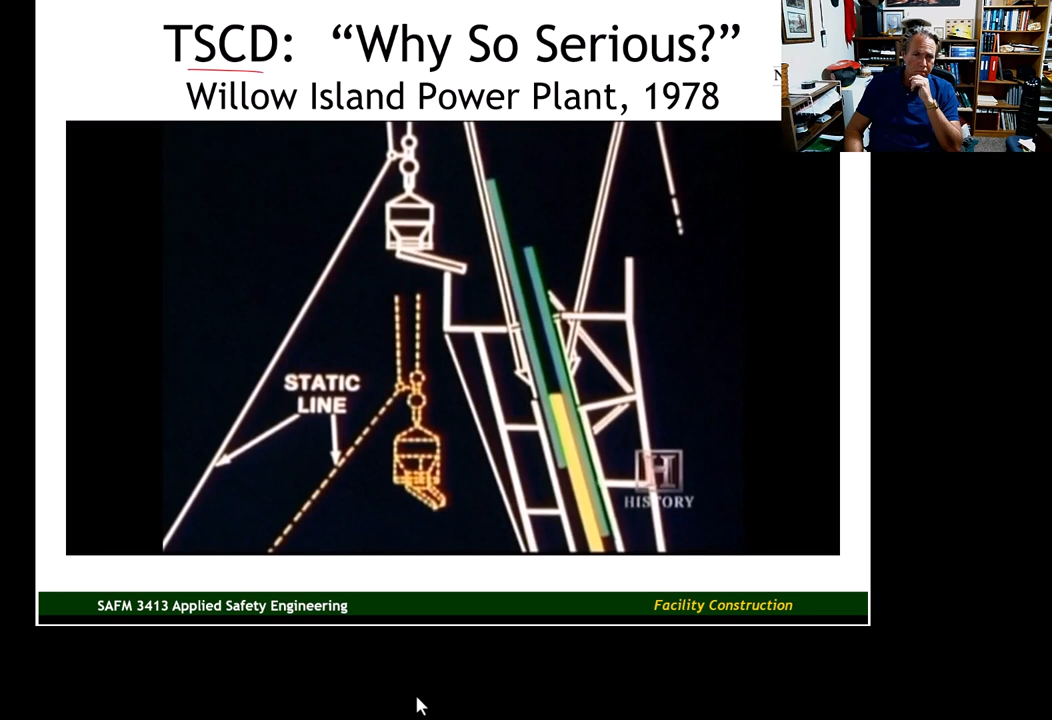 TSCD: “Why So Serious?”
Willow Island Power Plant, 1978
N
STATIC
LINE
H
HISTORY
SAFM 3413 Applied Safety Engineering
Facility Construction